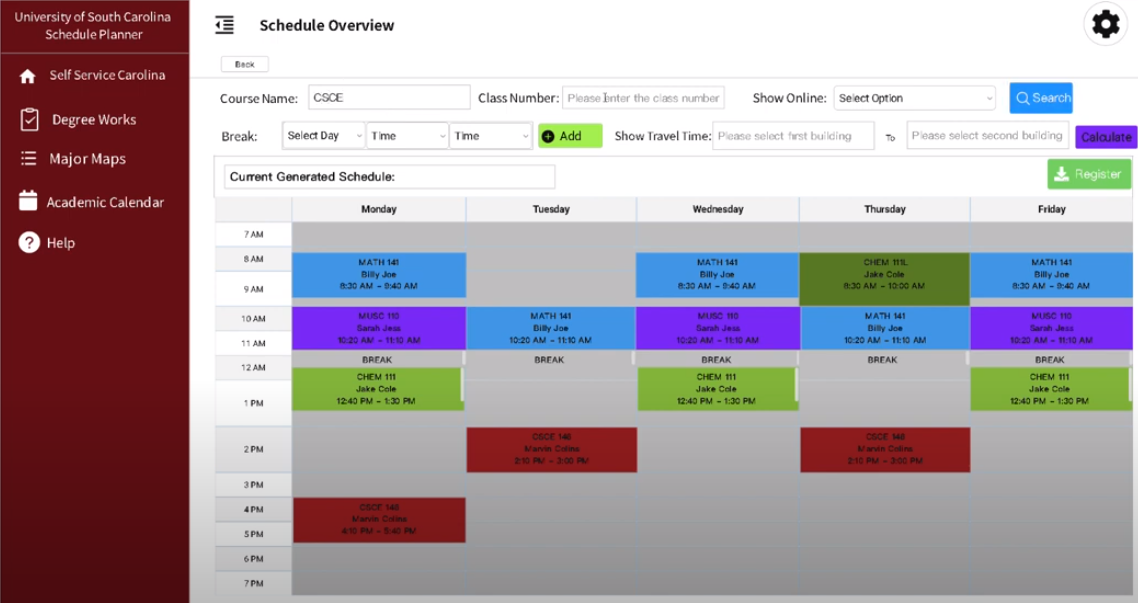 University of South Carolina
Schedule Planner
Self Service Carolina
Degree Works
Major Maps
Academic Calendar
Help
Schedule Overview
Back
Course Name: CSCE Class Number: Please enter the class number Show Online: Select Option Search
Break: Select Day Time Time Add Show Travel Time: Please select first building To Please select second building Calculate
Current Generated Schedule: Register
Monday Tuesday Wednesday Thursday Friday
7 AM
8 AM
9 AM
10 AM
11 AM
12 AM
1 PM
2 PM
3 PM
4 PM
5 PM
6 PM
7 PM
MATH 141
Billy Joe
8:30 AM - 9:40 AM
MATH 141
Billy Joe
8:30 AM - 9:40 AM
CHEM 111L
Jake Cole
8:30 AM - 10:00 AM
MATH 141
Billy Joe
8:30 AM - 9:40 AM
MUSC 110
Sarah Jess
10:20 AM - 11:10 AM
MATH 141
Billy Joe
10:20 AM - 11:10 AM
MUSC 110
Sarah Jess
10:20 AM - 11:10 AM
MATH 141
Billy Joe
10:20 AM - 11:10 AM
MUSC 110
Sarah Jess
10:20 AM - 11:10 AM
BREAK BREAK BREAK BREAK BREAK
CHEM 111
Jake Cole
12:40 PM - 1:30 PM
CHEM 111
Jake Cole
12:40 PM - 1:30 PM
CHEM 111
Jake Cole
12:40 PM - 1:30 PM
CSCE 146
Marvin Colins
2:10 PM - 3:00 PM
CSCE 146
Marvin Colins
2:10 PM - 3:00 PM
CSCE 146
Marvin Colins
4:10 PM - 5:40 PM